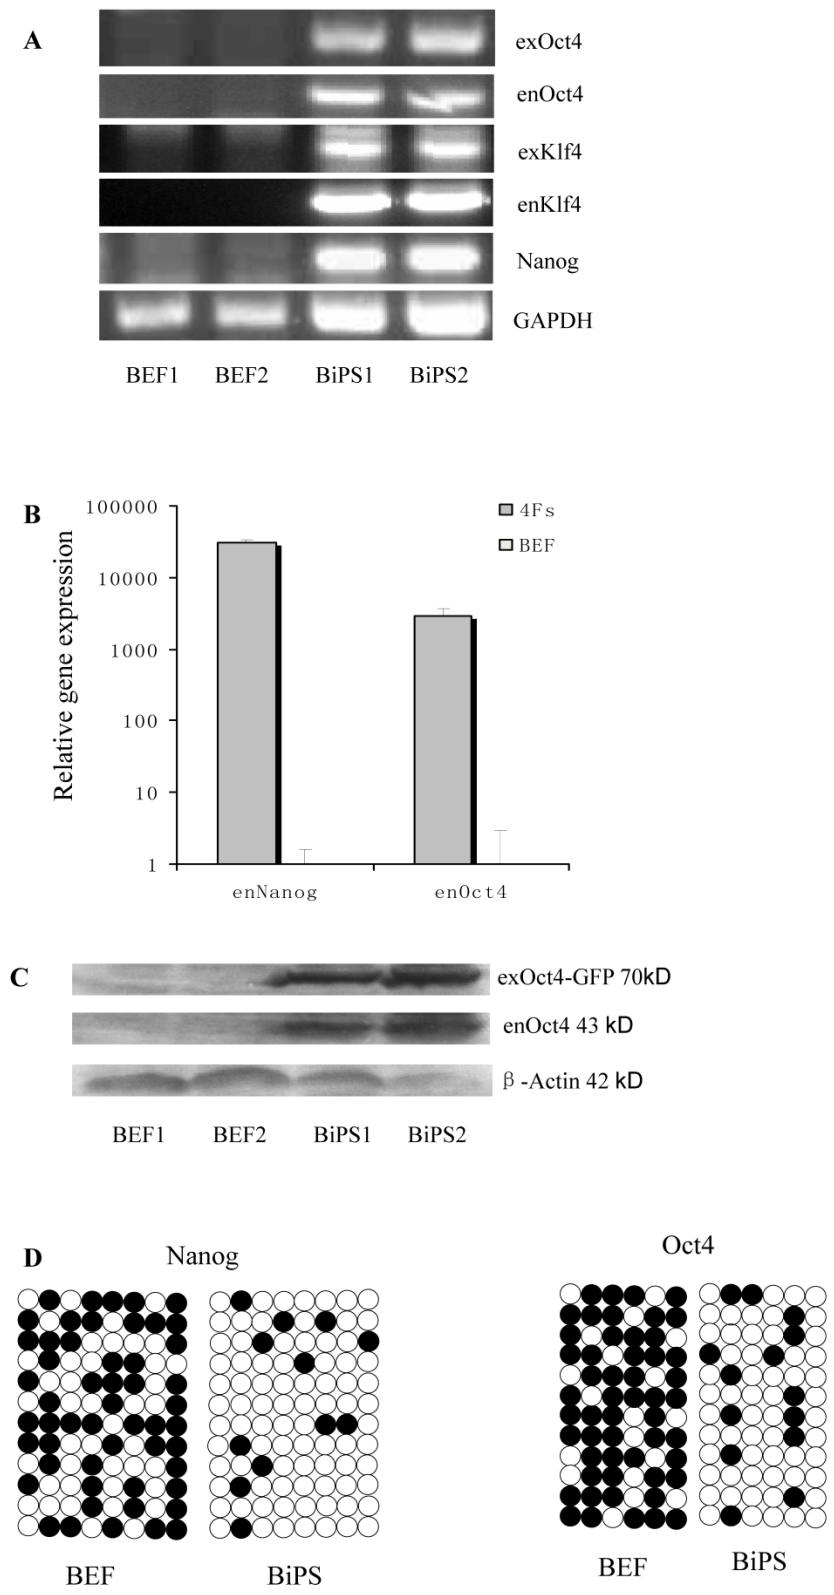 A
exOct4
enOct4
exKlf4
enKlf4
Nanog
GAPDH
BEF1 BEF2 BiPS1 BiPS2
B
Relative gene expression
100000
10000
1000
100
10
1
4Fs
BEF
enNanog enOct4
C
exOct4-GFP 70kD
enOct4 43 kD
β-Actin 42 kD
BEF1 BEF2 BiPS1 BiPS2
D
Nanog
Oct4
BEF BiPS
BEF BiPS